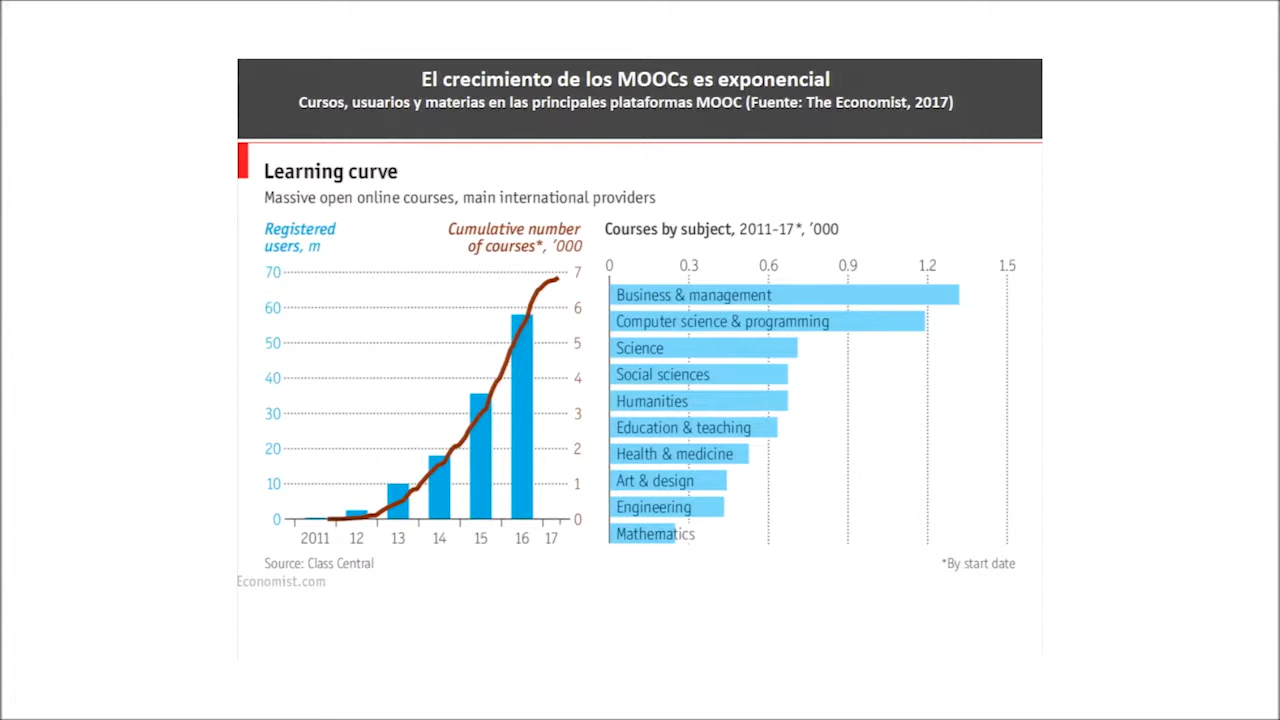 El crecimiento de los MOOCs es exponencial
Cursos, usuarios y materias en las principales plataformas MOOC (Fuente: The Economist, 2017)
Learning curve
Massive open online courses, main international providers
Registered
users, m
Cumulative number
of courses*, ’000
70
60
50
40
30
20
10
0
7
6
5
4
3
2
1
0
2011 12 13 14 15 16 17
Courses by subject, 2011-17*, ’000
0 0.3 0.6 0.9 1.2 1.5
Business & management
Computer science & programming
Science
Social sciences
Humanities
Education & teaching
Health & medicine
Art & design
Engineering
Mathematics
Source: Class Central
*By start date
Economist.com